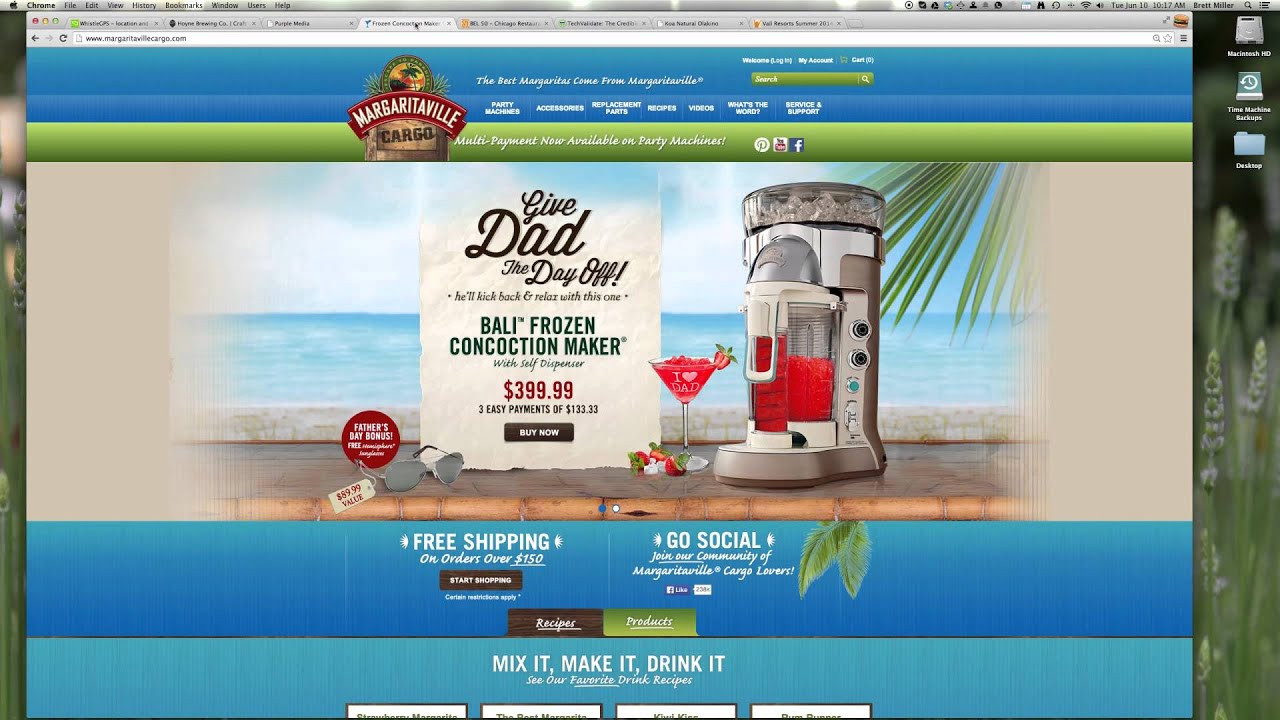 Chrome File Edit View History Bookmarks Window Users Help
Tue Jun 10 10:17 AM Brett Miller
WhistleGPS – location and
Hoyne Brewing Co. | Craft
Purple Media
Frozen Concoction Maker
BEL 50 – Chicago Restaur
TechValidate: The Credible
Koa Natural Olakino
Vail Resorts Summer 2014
www.margaritavillecargo.com
Macintosh HD
Time Machine
Backups
Desktop
Welcome (Log In) My Account Cart (0)
Search
The Best Margaritas Come From Margaritaville®
MARGARITAVILLE
CARGO
PARTY MACHINES
ACCESSORIES
REPLACEMENT PARTS
RECIPES
VIDEOS
WHAT'S THE WORD?
SERVICE & SUPPORT
Multi-Payment Now Available on Party Machines!
You
Tube
Give
Dad
The Day Off!
• he'll kick back & relax with this one •
BALI™ FROZEN
CONCOCTION MAKER®
With Self Dispenser
$399.99
3 EASY PAYMENTS OF $133.33
BUY NOW
I ♥
DAD
FATHER'S
DAY BONUS!
FREE Hemisphere®
Sunglasses
$89.99
VALUE
FREE SHIPPING
On Orders Over $150
START SHOPPING
Certain restrictions apply *
GO SOCIAL
Join our Community of
Margaritaville® Cargo Lovers!
Like 238K
Recipes
Products
MIX IT, MAKE IT, DRINK IT
See Our Favorite Drink Recipes
Strawberry Margarita
The Best Margarita
Kiwi Kiss
Rum Runner